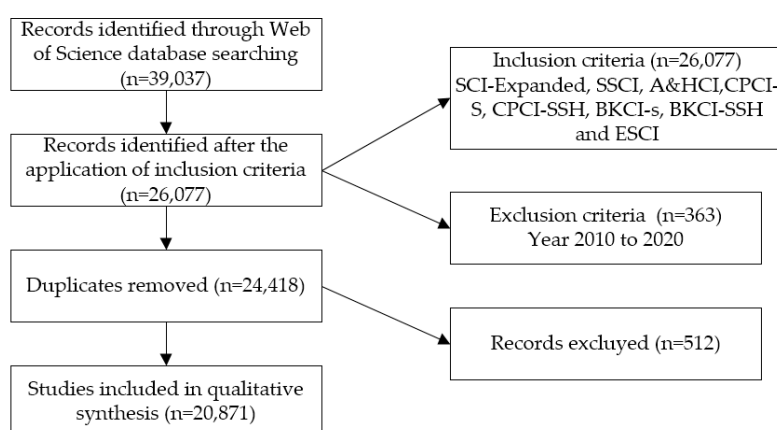 Records identified through Web
of Science database searching
(n=39,037)
Records identified after the
application of inclusion criteria
(n=26,077)
Duplicates removed (n=24,418)
Studies included in qualitative
synthesis (n=20,871)
Inclusion criteria (n=26,077)
SCI-Expanded, SSCI, A&HCI,CPCI-
S, CPCI-SSH, BKCI-s, BKCI-SSH
and ESCI
Exclusion criteria (n=363)
Year 2010 to 2020
Records excluyed (n=512)